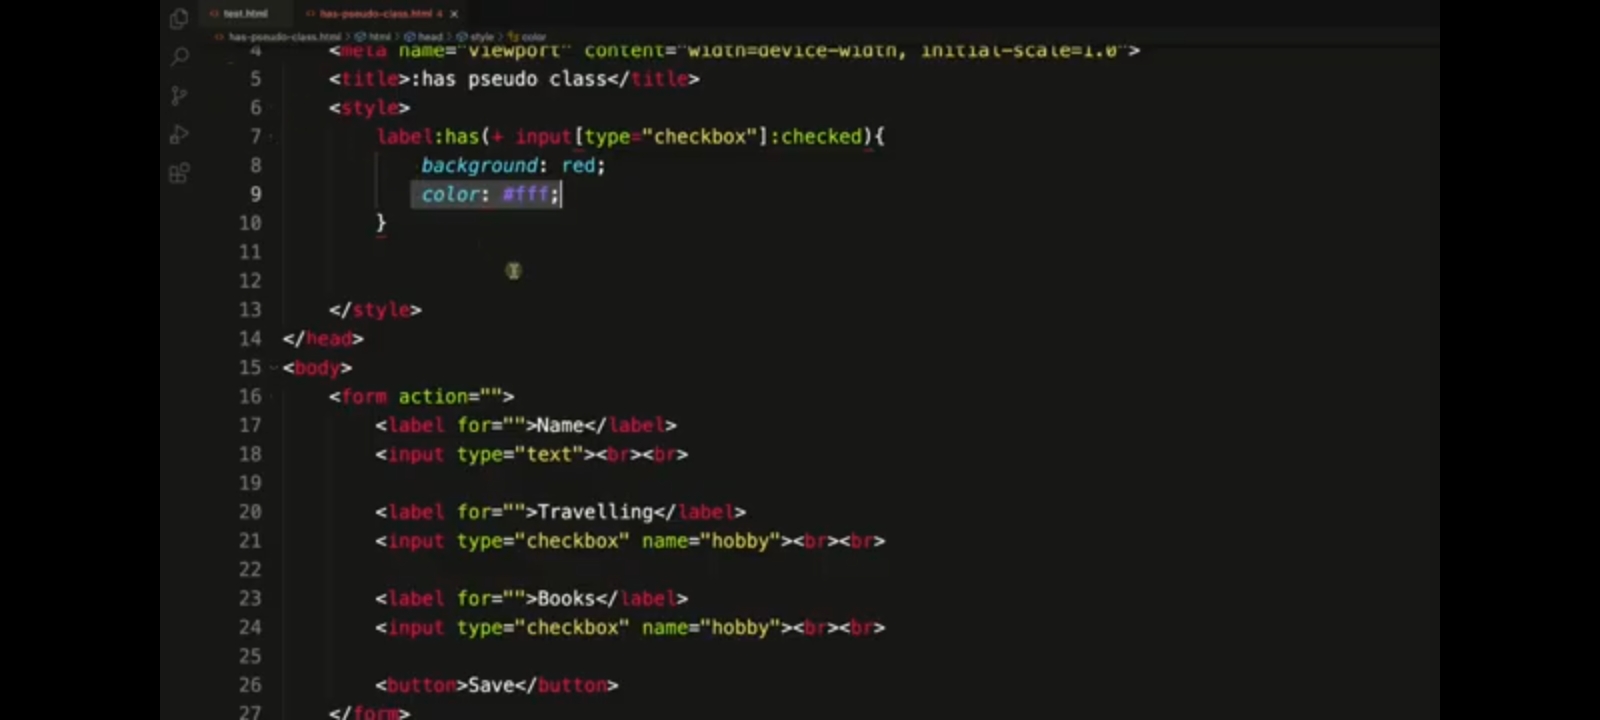 test.html has-pseudo-class.html 4
has-pseudo-class.html > html > head > style > color
4 <meta name="viewport" content="width=device-width, initial-scale=1.0">
5 <title>:has pseudo class</title>
6 <style>
7 label:has(+ input[type="checkbox"]:checked){
8 background: red;
9 color: #fff;
10 }
11
12
13 </style>
14 </head>
15 <body>
16 <form action="">
17 <label for="">Name</label>
18 <input type="text"><br><br>
19
20 <label for="">Travelling</label>
21 <input type="checkbox" name="hobby"><br><br>
22
23 <label for="">Books</label>
24 <input type="checkbox" name="hobby"><br><br>
25
26 <button>Save</button>
27 </form>